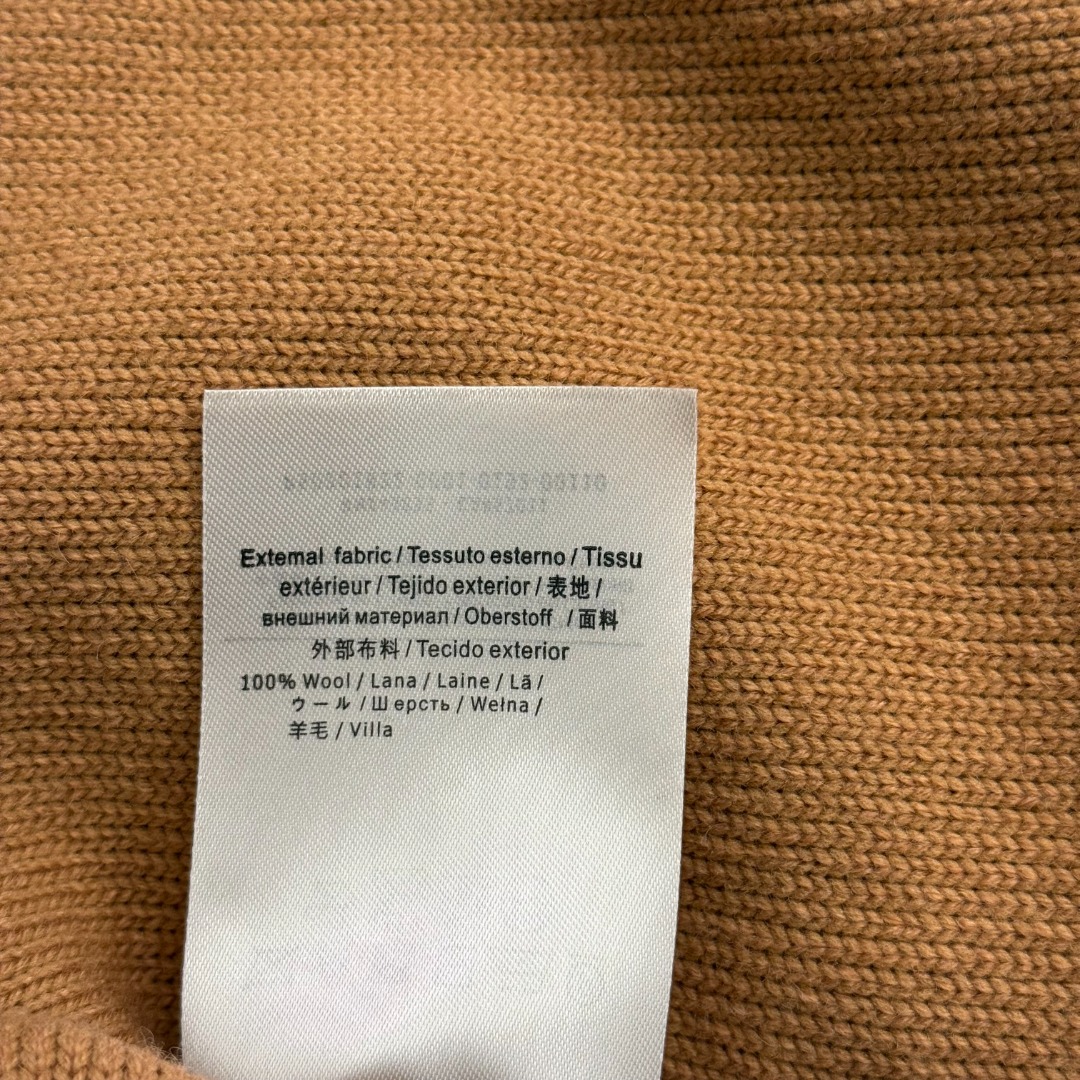 External fabric / Tessuto esterno / Tissu
extérieur / Tejido exterior / 表地 /
внешний материал / Oberstoff / 面料
外部布料 / Tecido exterior
100% Wool / Lana / Laine / Lã /
ウール / Шерсть / Wełna /
羊毛 / Villa